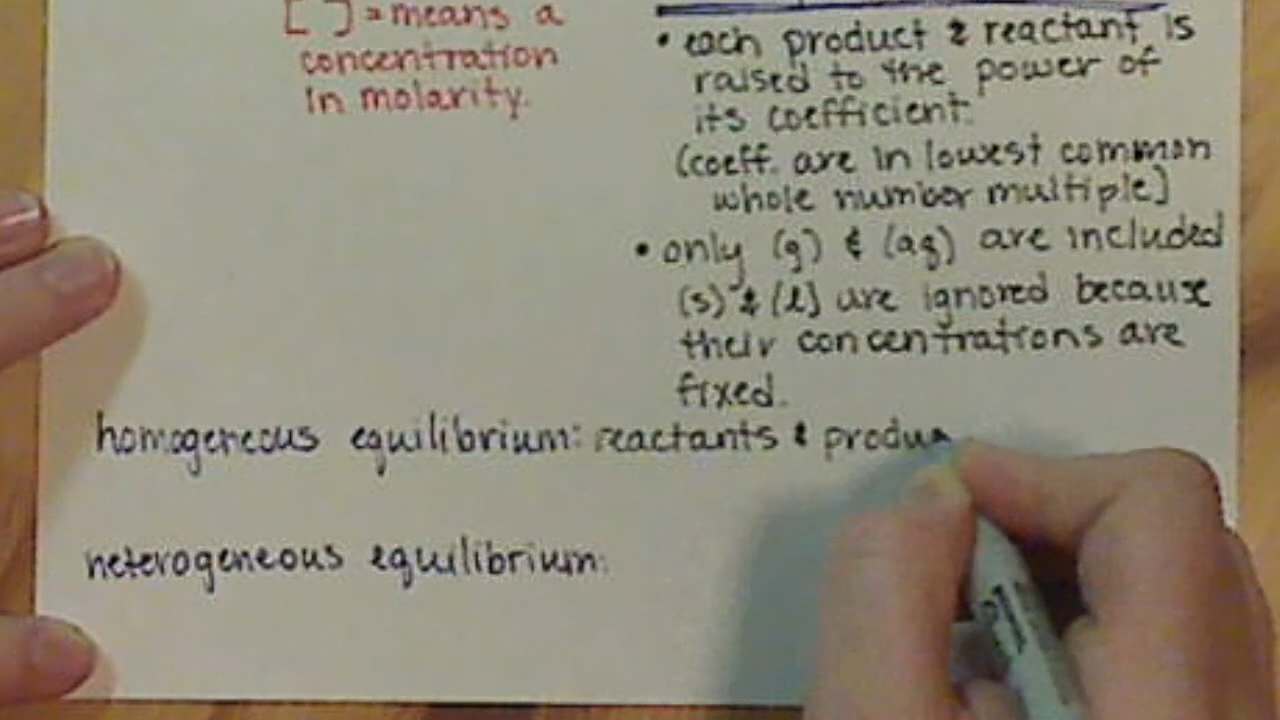 [ ] = means a
concentration
in molarity.
• each product & reactant is
raised to the power of
its coefficient.
(coeff. are in lowest common
whole number multiple)
• only (g) & (aq) are included
(s) & (l) are ignored because
their concentrations are
fixed.
homogeneous equilibrium: reactants & produ
heterogeneous equilibrium: